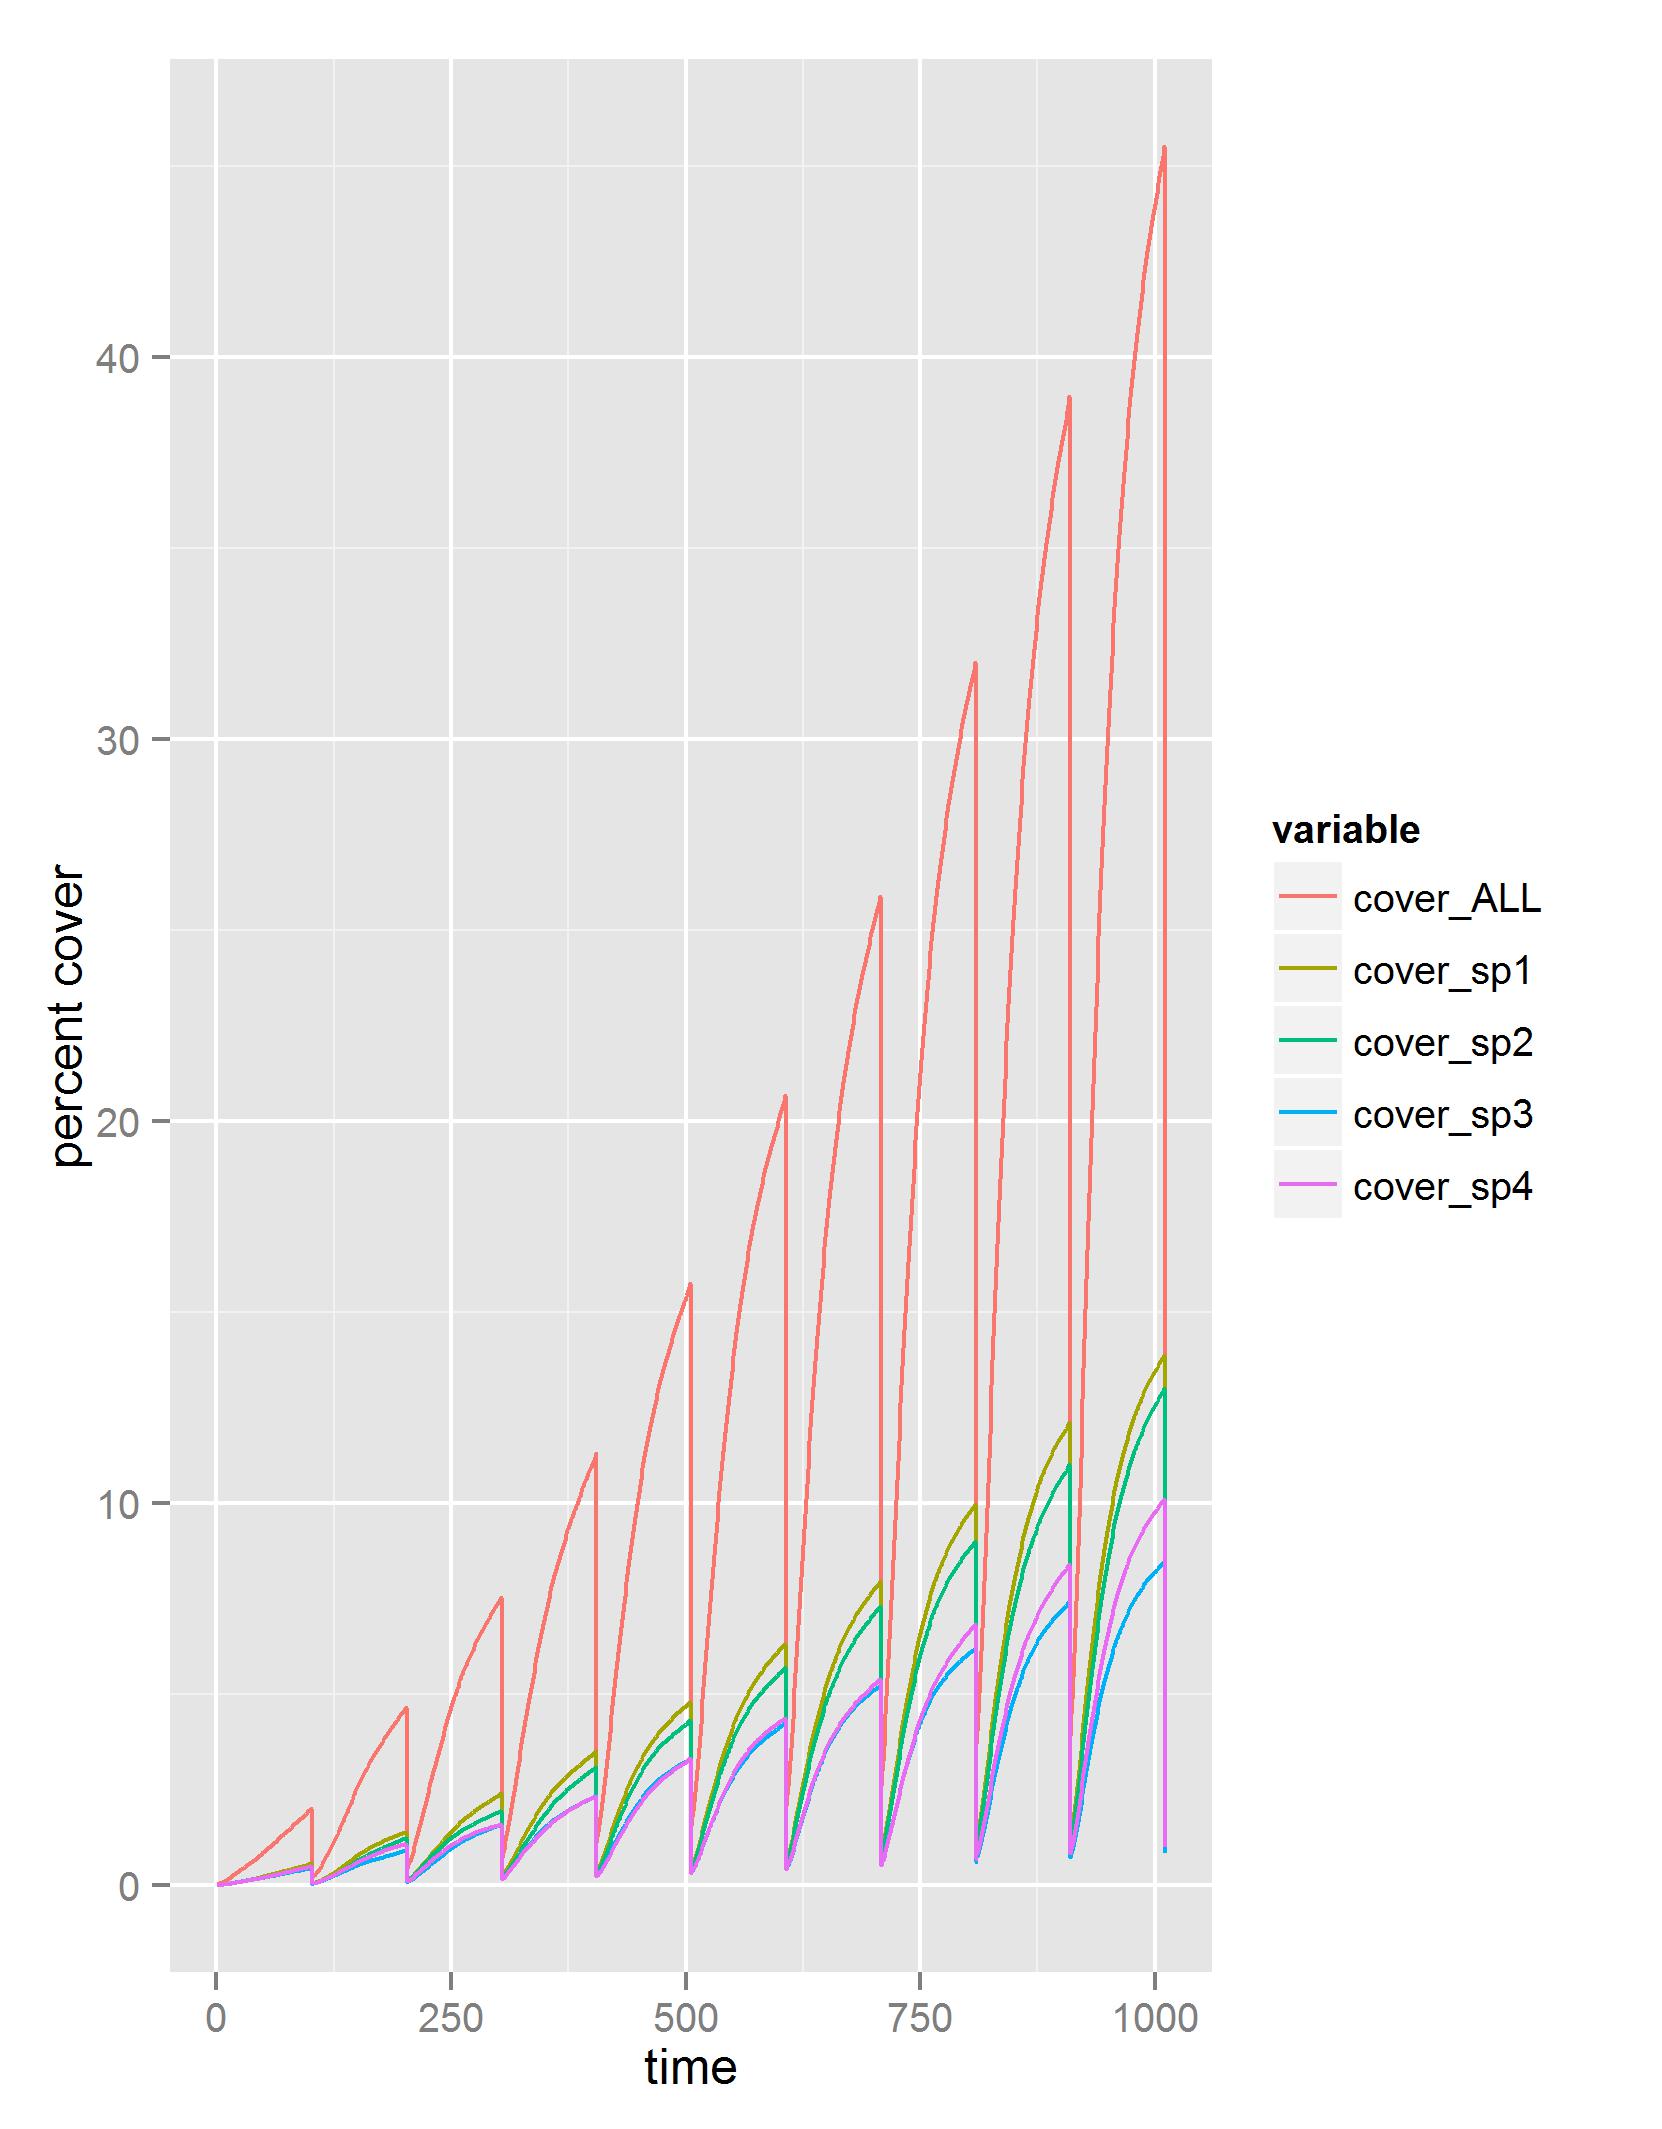 percent cover
40
30
20
10
0
0 250 500 750 1000
time
variable
cover_ALL
cover_sp1
cover_sp2
cover_sp3
cover_sp4